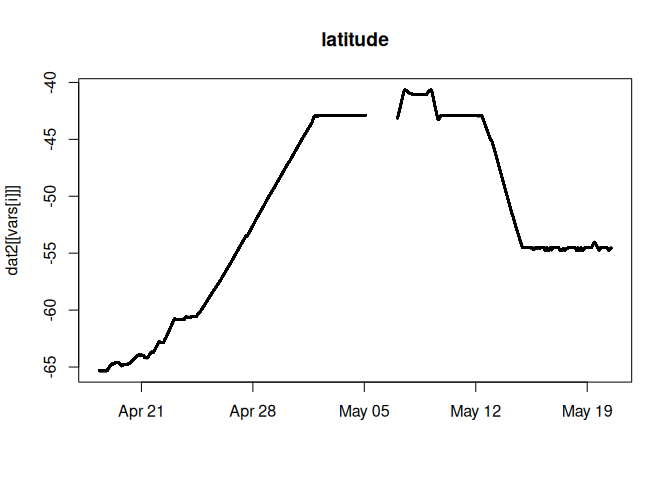 latitude
dat2[[vars[i]]]
-40
-45
-50
-55
-60
-65
Apr 21
Apr 28
May 05
May 12
May 19